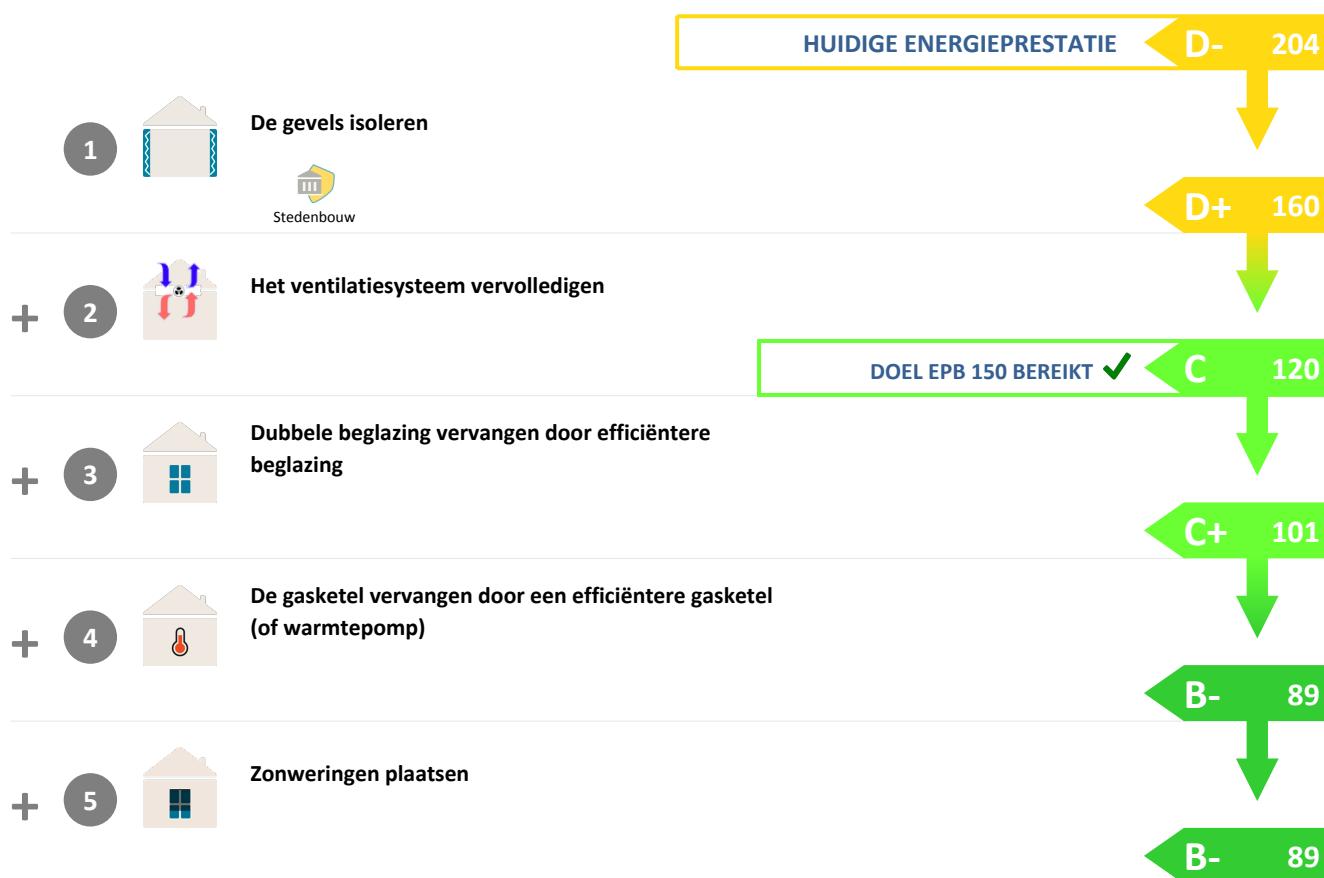 HUIDIGE ENERGIEPRESTATIE D- 204
1 De gevels isoleren
Stedenbouw
D+ 160
+ 2 Het ventilatiesysteem vervolledigen
DOEL EPB 150 BEREIKT ✓ C 120
+ 3 Dubbele beglazing vervangen door efficiëntere
beglazing
C+ 101
+ 4 De gasketel vervangen door een efficiëntere gasketel
(of warmtepomp)
B- 89
+ 5 Zonweringen plaatsen
B- 89